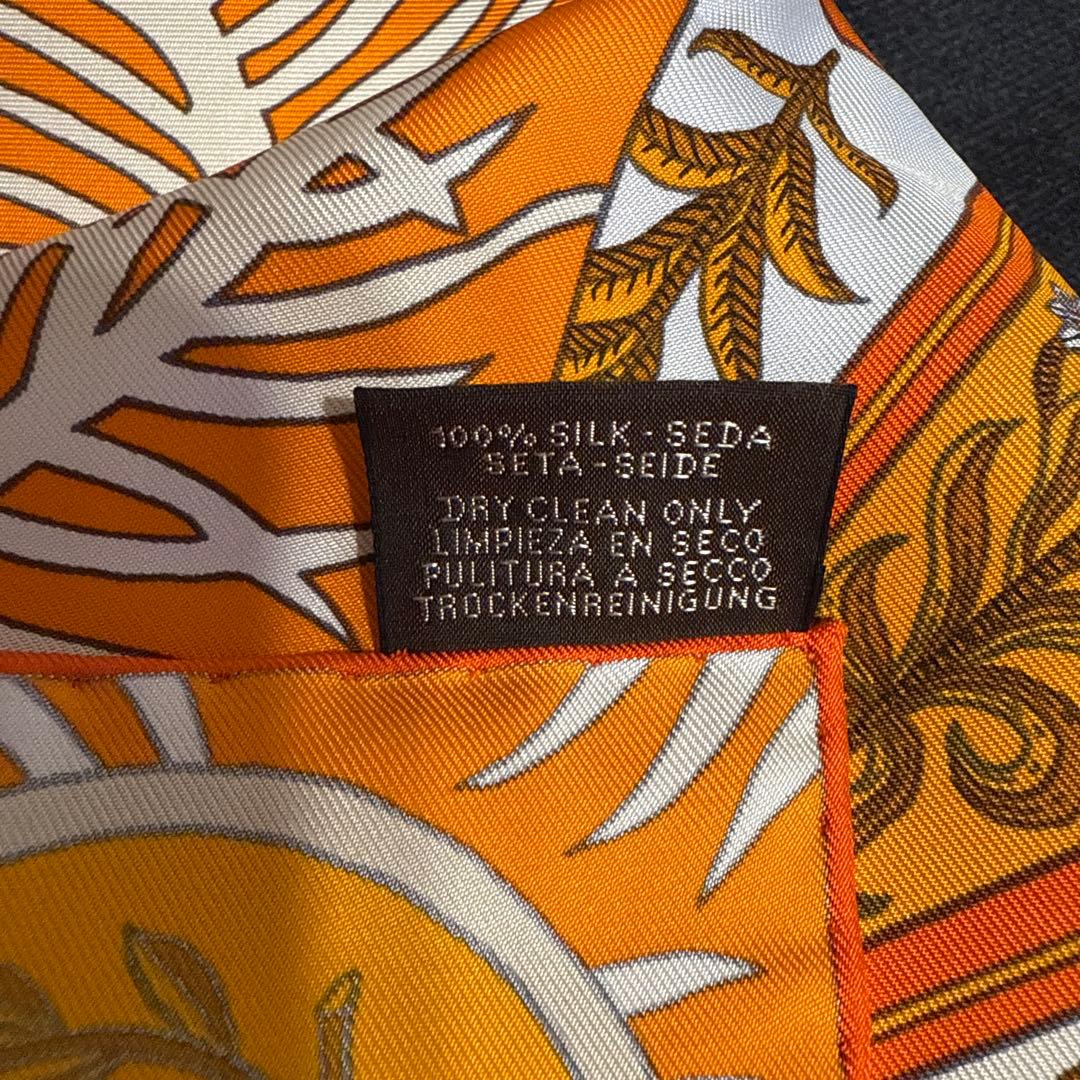 100% SILK - SEDA
SETA - SEIDE
DRY CLEAN ONLY
LIMPIEZA EN SECO
PULITURA A SECCO
TROCKENREINIGUNG